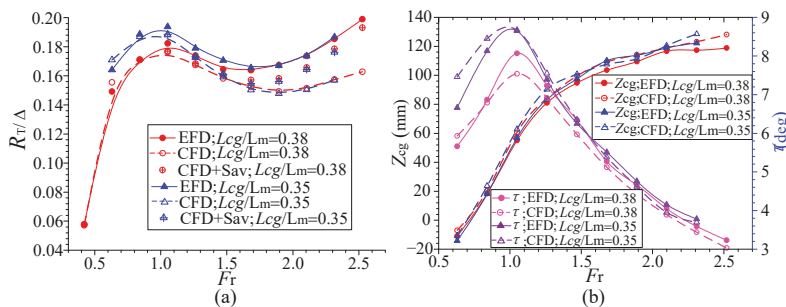 0.20
0.18
0.16
0.14
0.12
0.10
0.08
0.06
0.04
R_T/Δ
EFD;Lcg/Lm=0.38
CFD;Lcg/Lm=0.38
CFD+Sav;Lcg/Lm=0.38
EFD;Lcg/Lm=0.35
CFD;Lcg/Lm=0.35
CFD+Sav;Lcg/Lm=0.35
0.5 1.0 1.5 2.0 2.5
Fr
(a)
140
120
100
80
60
40
20
0
−20
Zcg (mm)
Zcg;EFD;Lcg/Lm=0.38
Zcg;CFD;Lcg/Lm=0.38
Zcg;EFD;Lcg/Lm=0.35
Zcg;CFD;Lcg/Lm=0.35
τ;EFD;Lcg/Lm=0.38
τ;CFD;Lcg/Lm=0.38
τ;EFD;Lcg/Lm=0.35
τ;CFD;Lcg/Lm=0.35
9
8
7
6
5
4
3
τ(deg)
0.5 1.0 1.5 2.0 2.5
Fr
(b)